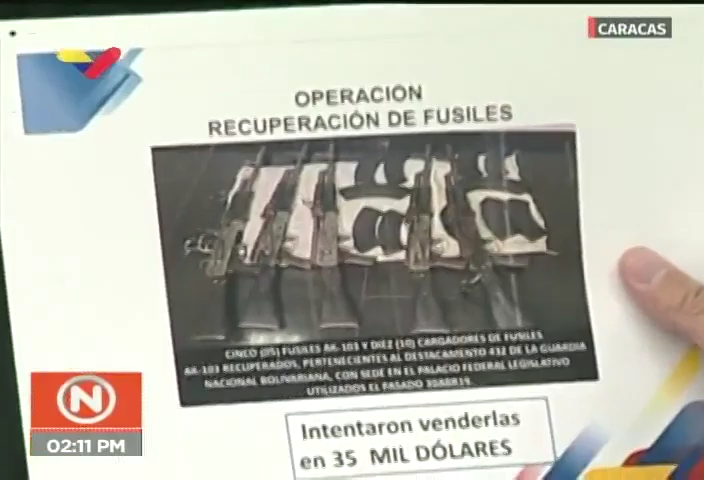 CARACAS
OPERACION
RECUPERACIÓN DE FUSILES
CINCO (05) FUSILES AK-103 Y DIEZ (10) CARGADORES DE FUSILES
AK-103 RECUPERADOS, PERTENECIENTES AL DESTACAMENTO 432 DE LA GUARDIA
NACIONAL BOLIVARIANA, CON SEDE EN EL PALACIO FEDERAL LEGISLATIVO
UTILIZADOS EL PASADO 30ABR19.
Intentaron venderlas
en 35 MIL DÓLARES
N
02:11 PM